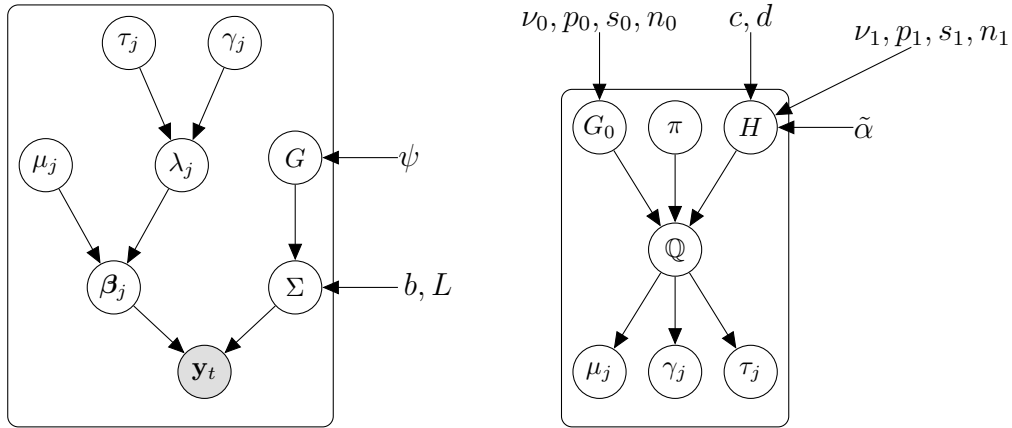 τ_j γ_j
μ_j λ_j G ψ
β_j Σ b, L
y_t
ν_0, p_0, s_0, n_0 c, d ν_1, p_1, s_1, n_1
G_0 π H α̃
ℚ
μ_j γ_j τ_j